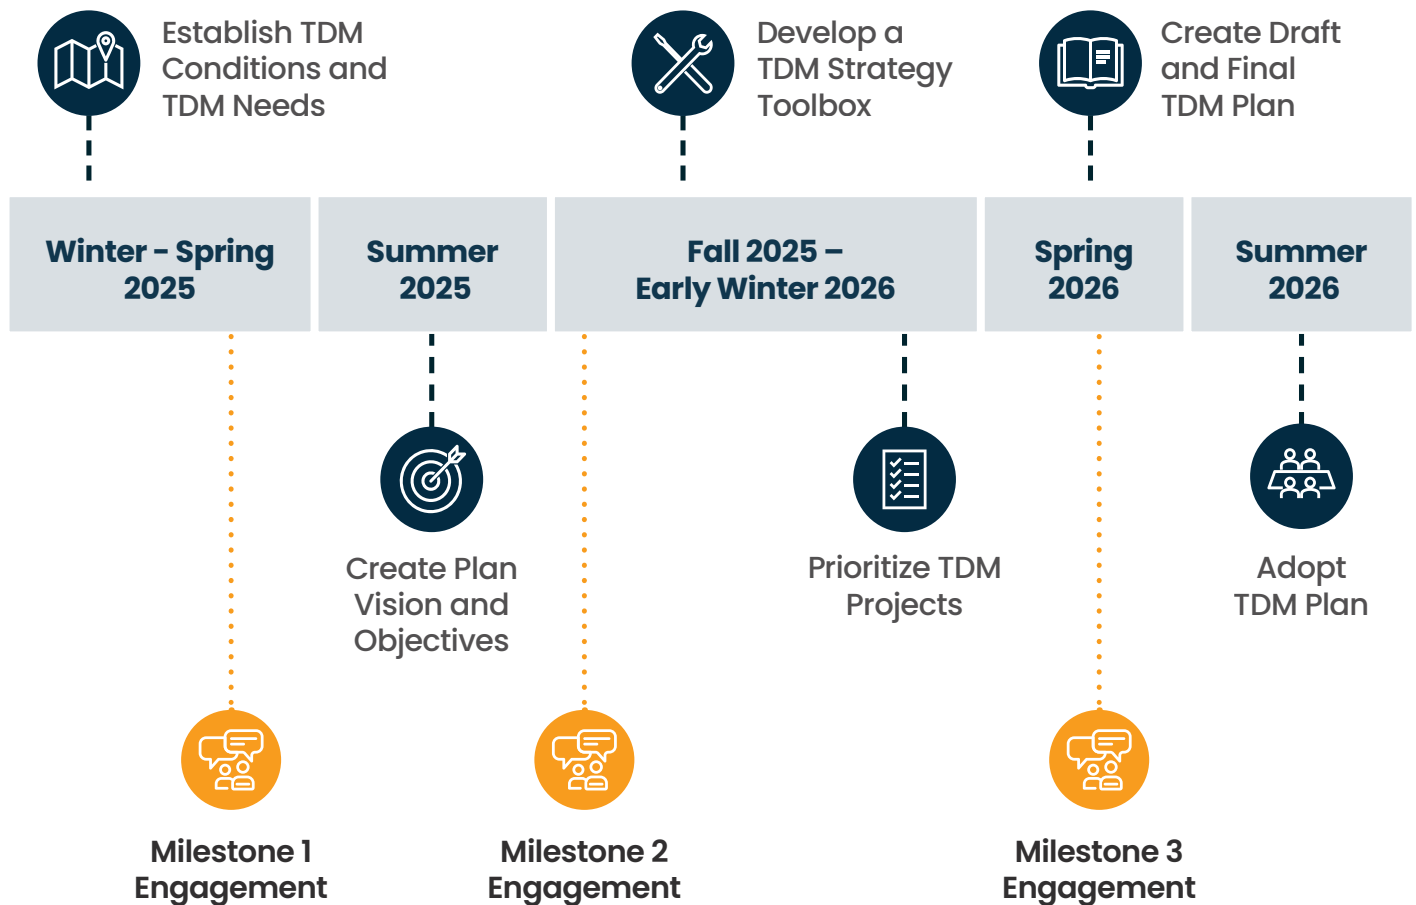 Establish TDM
Conditions and
TDM Needs
Develop a
TDM Strategy
Toolbox
Create Draft
and Final
TDM Plan
Winter - Spring
2025
Summer
2025
Fall 2025 –
Early Winter 2026
Spring
2026
Summer
2026
Create Plan
Vision and
Objectives
Prioritize TDM
Projects
Adopt
TDM Plan
Milestone 1
Engagement
Milestone 2
Engagement
Milestone 3
Engagement